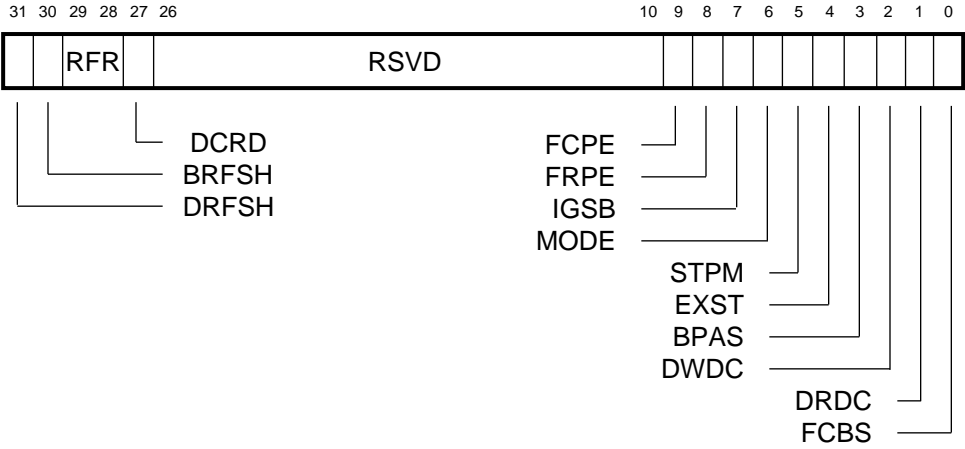 31 30 29 28 27 26 10 9 8 7 6 5 4 3 2 1 0
RFR RSVD
DCRD FCPE
BRFSH FRPE
DRFSH IGSB
MODE
STPM
EXST
BPAS
DWDC
DRDC
FCBS